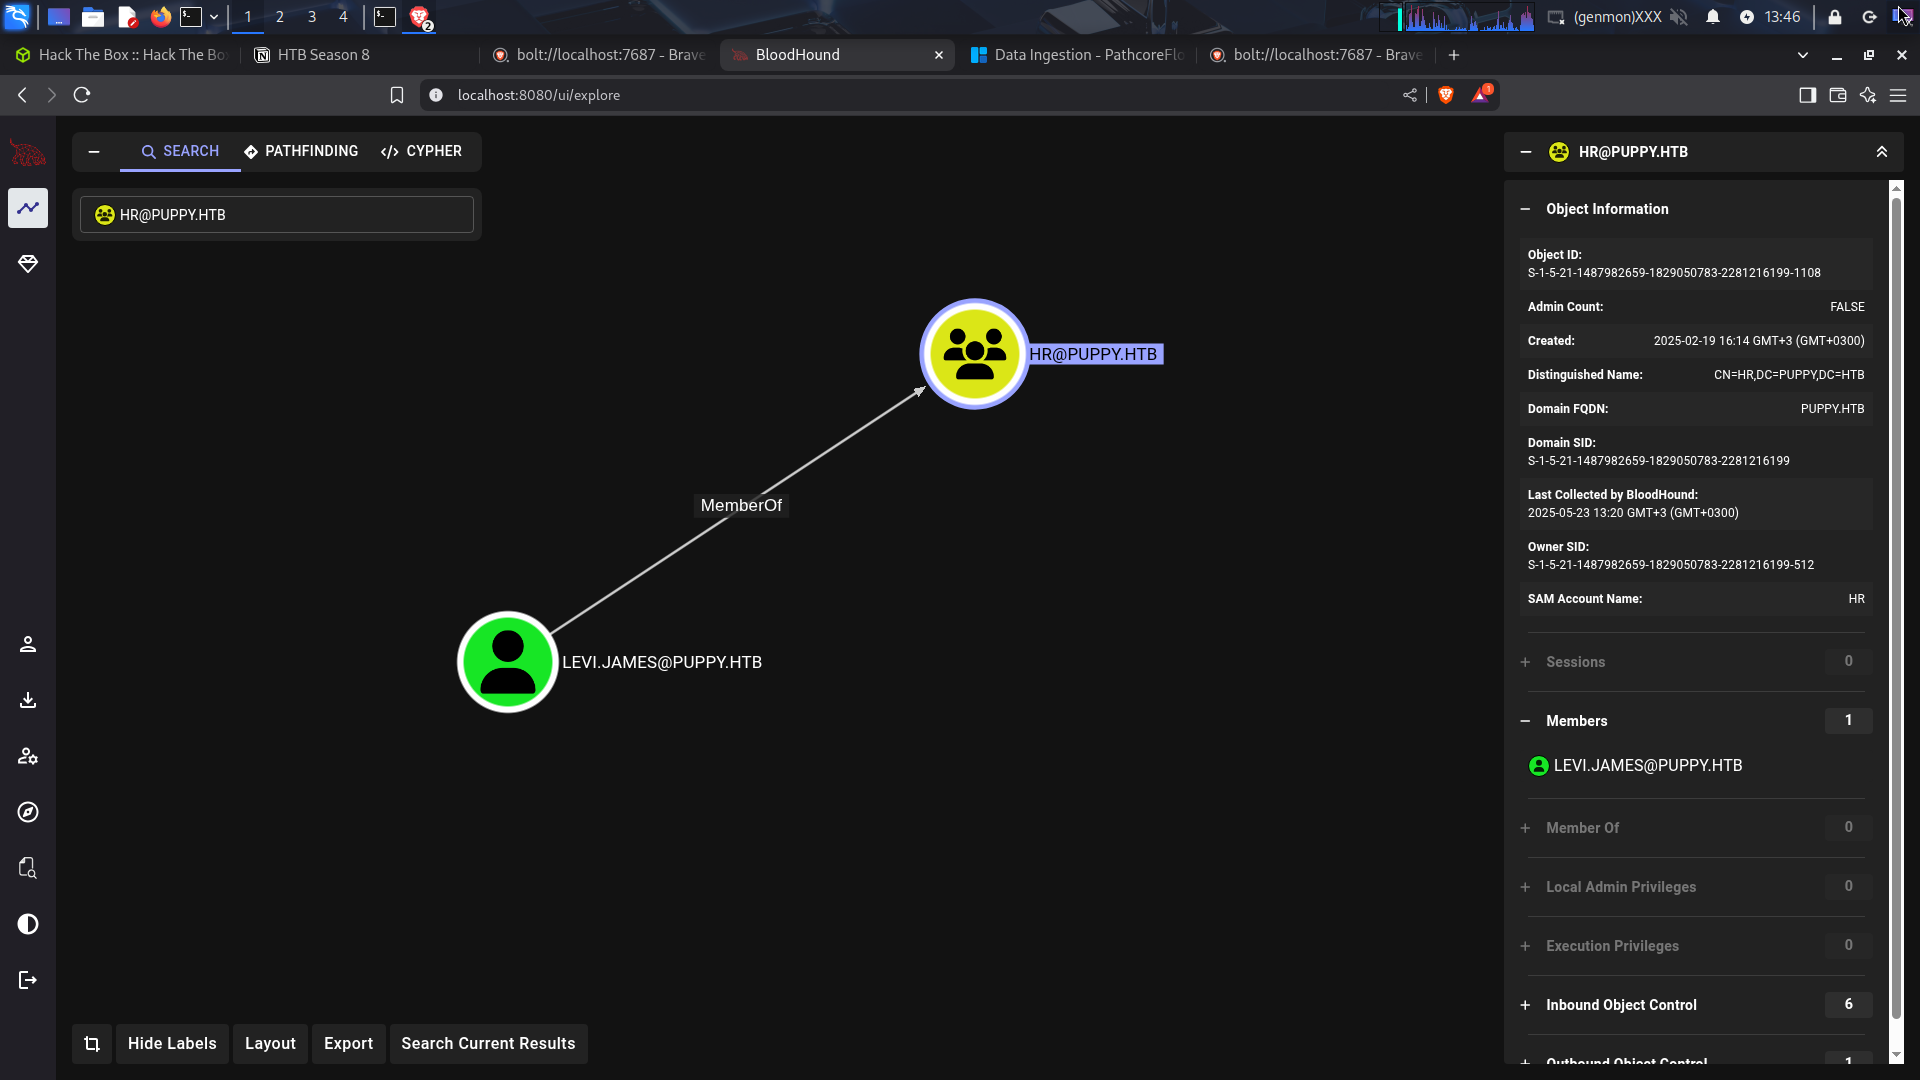 1 2 3 4 2 (genmon)XXX 13:46
Hack The Box :: Hack The Bo HTB Season 8 bolt://localhost:7687 - Brave BloodHound Data Ingestion - PathcoreFlo bolt://localhost:7687 - Brave
localhost:8080/ui/explore 1
SEARCH PATHFINDING CYPHER
HR@PUPPY.HTB
HR@PUPPY.HTB
MemberOf
LEVI.JAMES@PUPPY.HTB
Hide Labels Layout Export Search Current Results
HR@PUPPY.HTB
Object Information
Object ID:
S-1-5-21-1487982659-1829050783-2281216199-1108
Admin Count: FALSE
Created: 2025-02-19 16:14 GMT+3 (GMT+0300)
Distinguished Name: CN=HR,DC=PUPPY,DC=HTB
Domain FQDN: PUPPY.HTB
Domain SID:
S-1-5-21-1487982659-1829050783-2281216199
Last Collected by BloodHound:
2025-05-23 13:20 GMT+3 (GMT+0300)
Owner SID:
S-1-5-21-1487982659-1829050783-2281216199-512
SAM Account Name: HR
Sessions 0
Members 1
LEVI.JAMES@PUPPY.HTB
Member Of 0
Local Admin Privileges 0
Execution Privileges 0
Inbound Object Control 6
Outbound Object Control 1